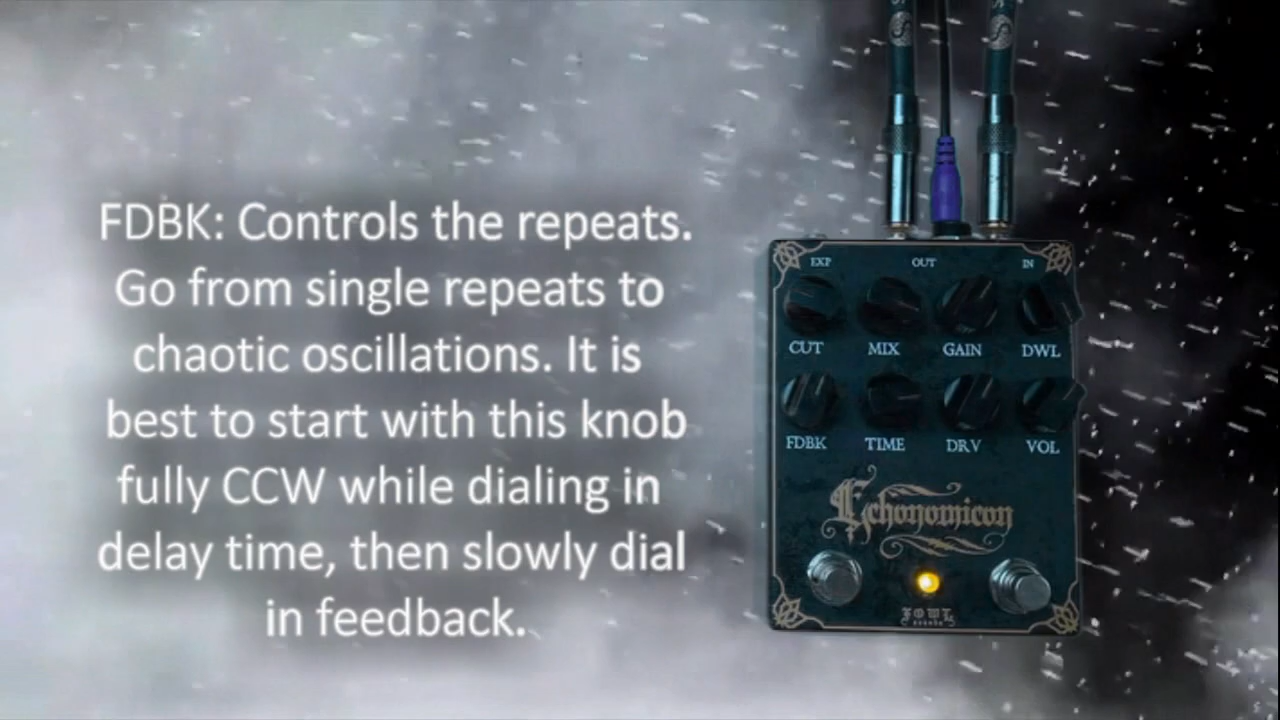 FDBK: Controls the repeats.
Go from single repeats to
chaotic oscillations. It is
best to start with this knob
fully CCW while dialing in
delay time, then slowly dial
in feedback.
EXP OUT IN
CUT MIX GAIN DWL
FDBK TIME DRV VOL
Echonomicon
FOWL
SOUNDS